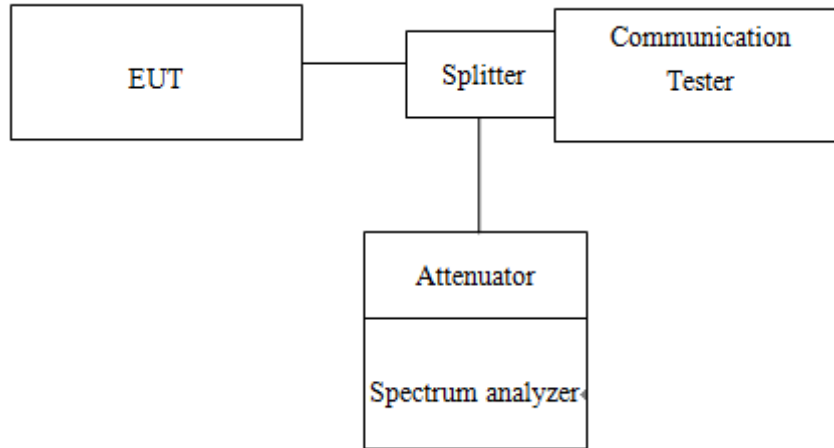 EUT
Splitter
Communication
Tester
Attenuator
Spectrum analyzer